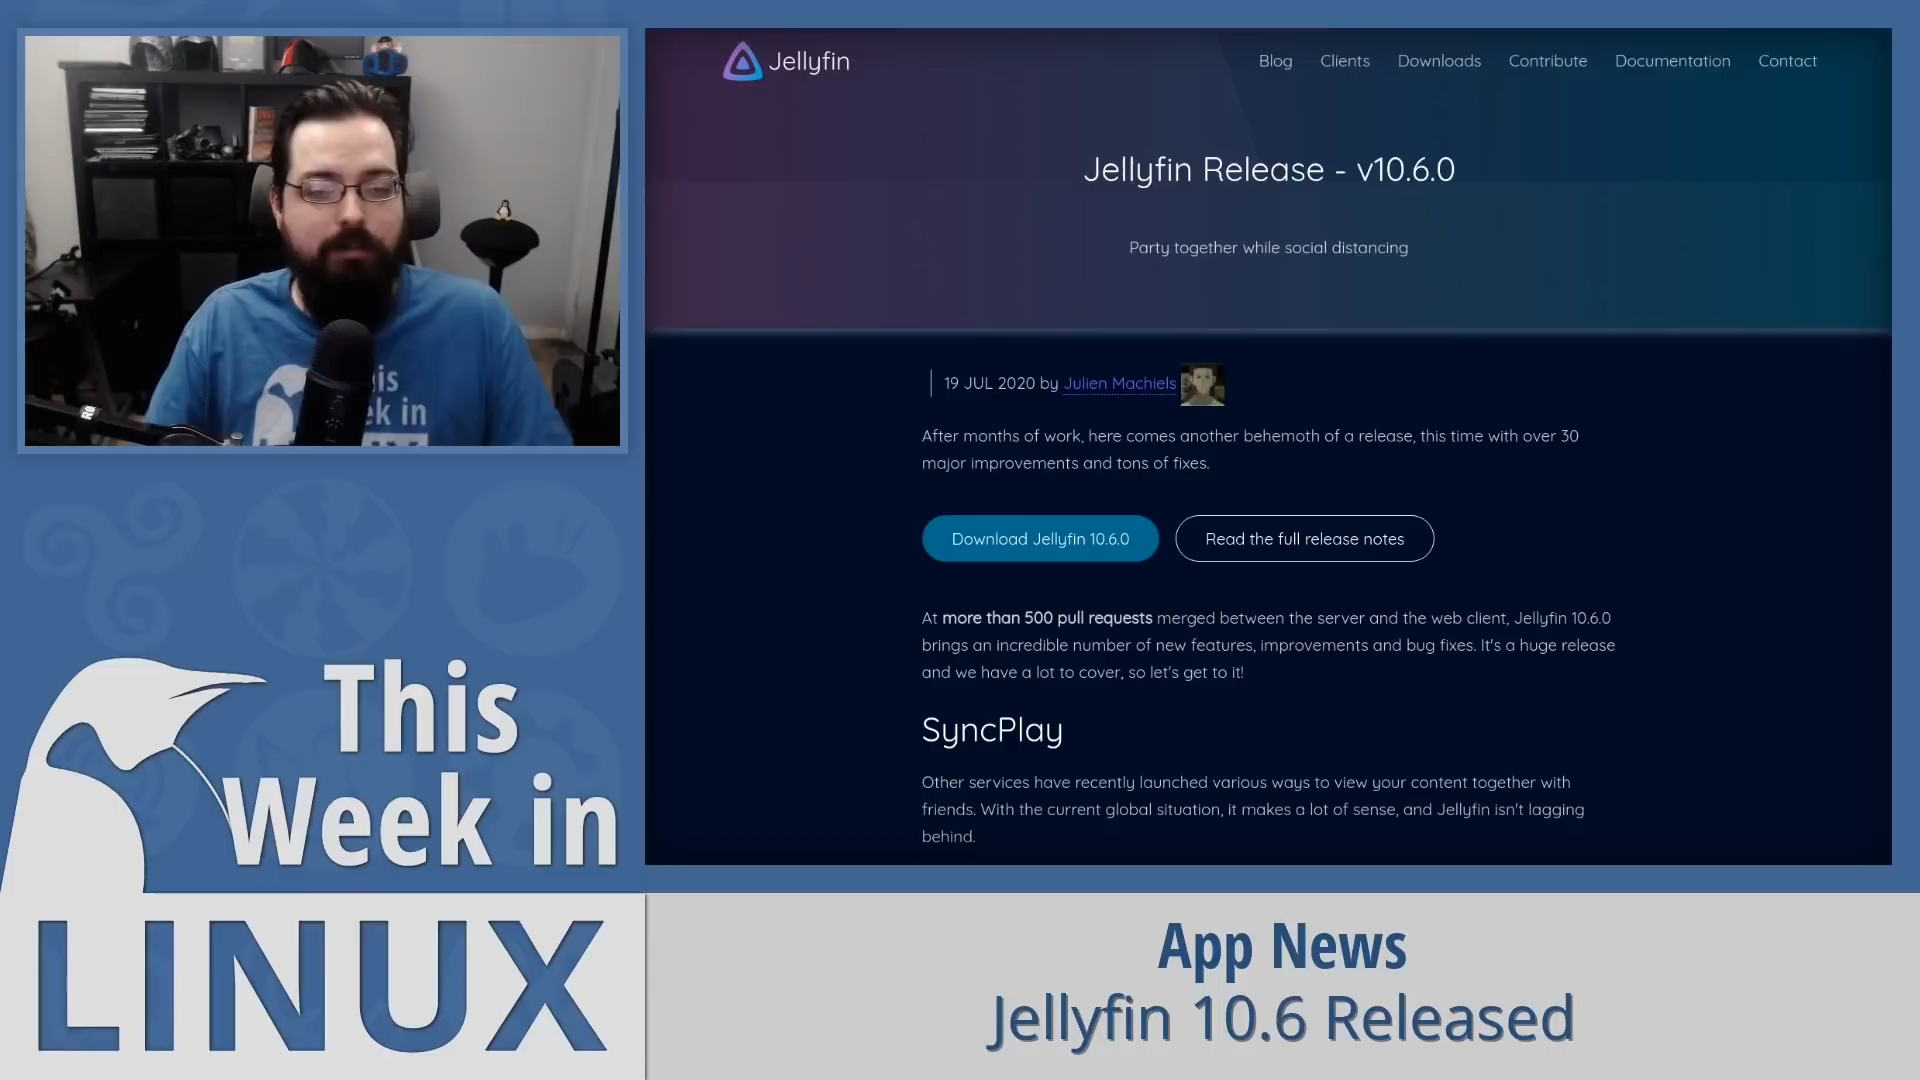 Jellyfin
Blog
Clients
Downloads
Contribute
Documentation
Contact
Jellyfin Release - v10.6.0
Party together while social distancing
19 JUL 2020 by Julien Machiels
After months of work, here comes another behemoth of a release, this time with over 30
major improvements and tons of fixes.
Download Jellyfin 10.6.0
Read the full release notes
At more than 500 pull requests merged between the server and the web client, Jellyfin 10.6.0
brings an incredible number of new features, improvements and bug fixes. It's a huge release
and we have a lot to cover, so let's get to it!
SyncPlay
Other services have recently launched various ways to view your content together with
friends. With the current global situation, it makes a lot of sense, and Jellyfin isn't lagging
behind.
This
Week in
LINUX
App News
Jellyfin 10.6 Released